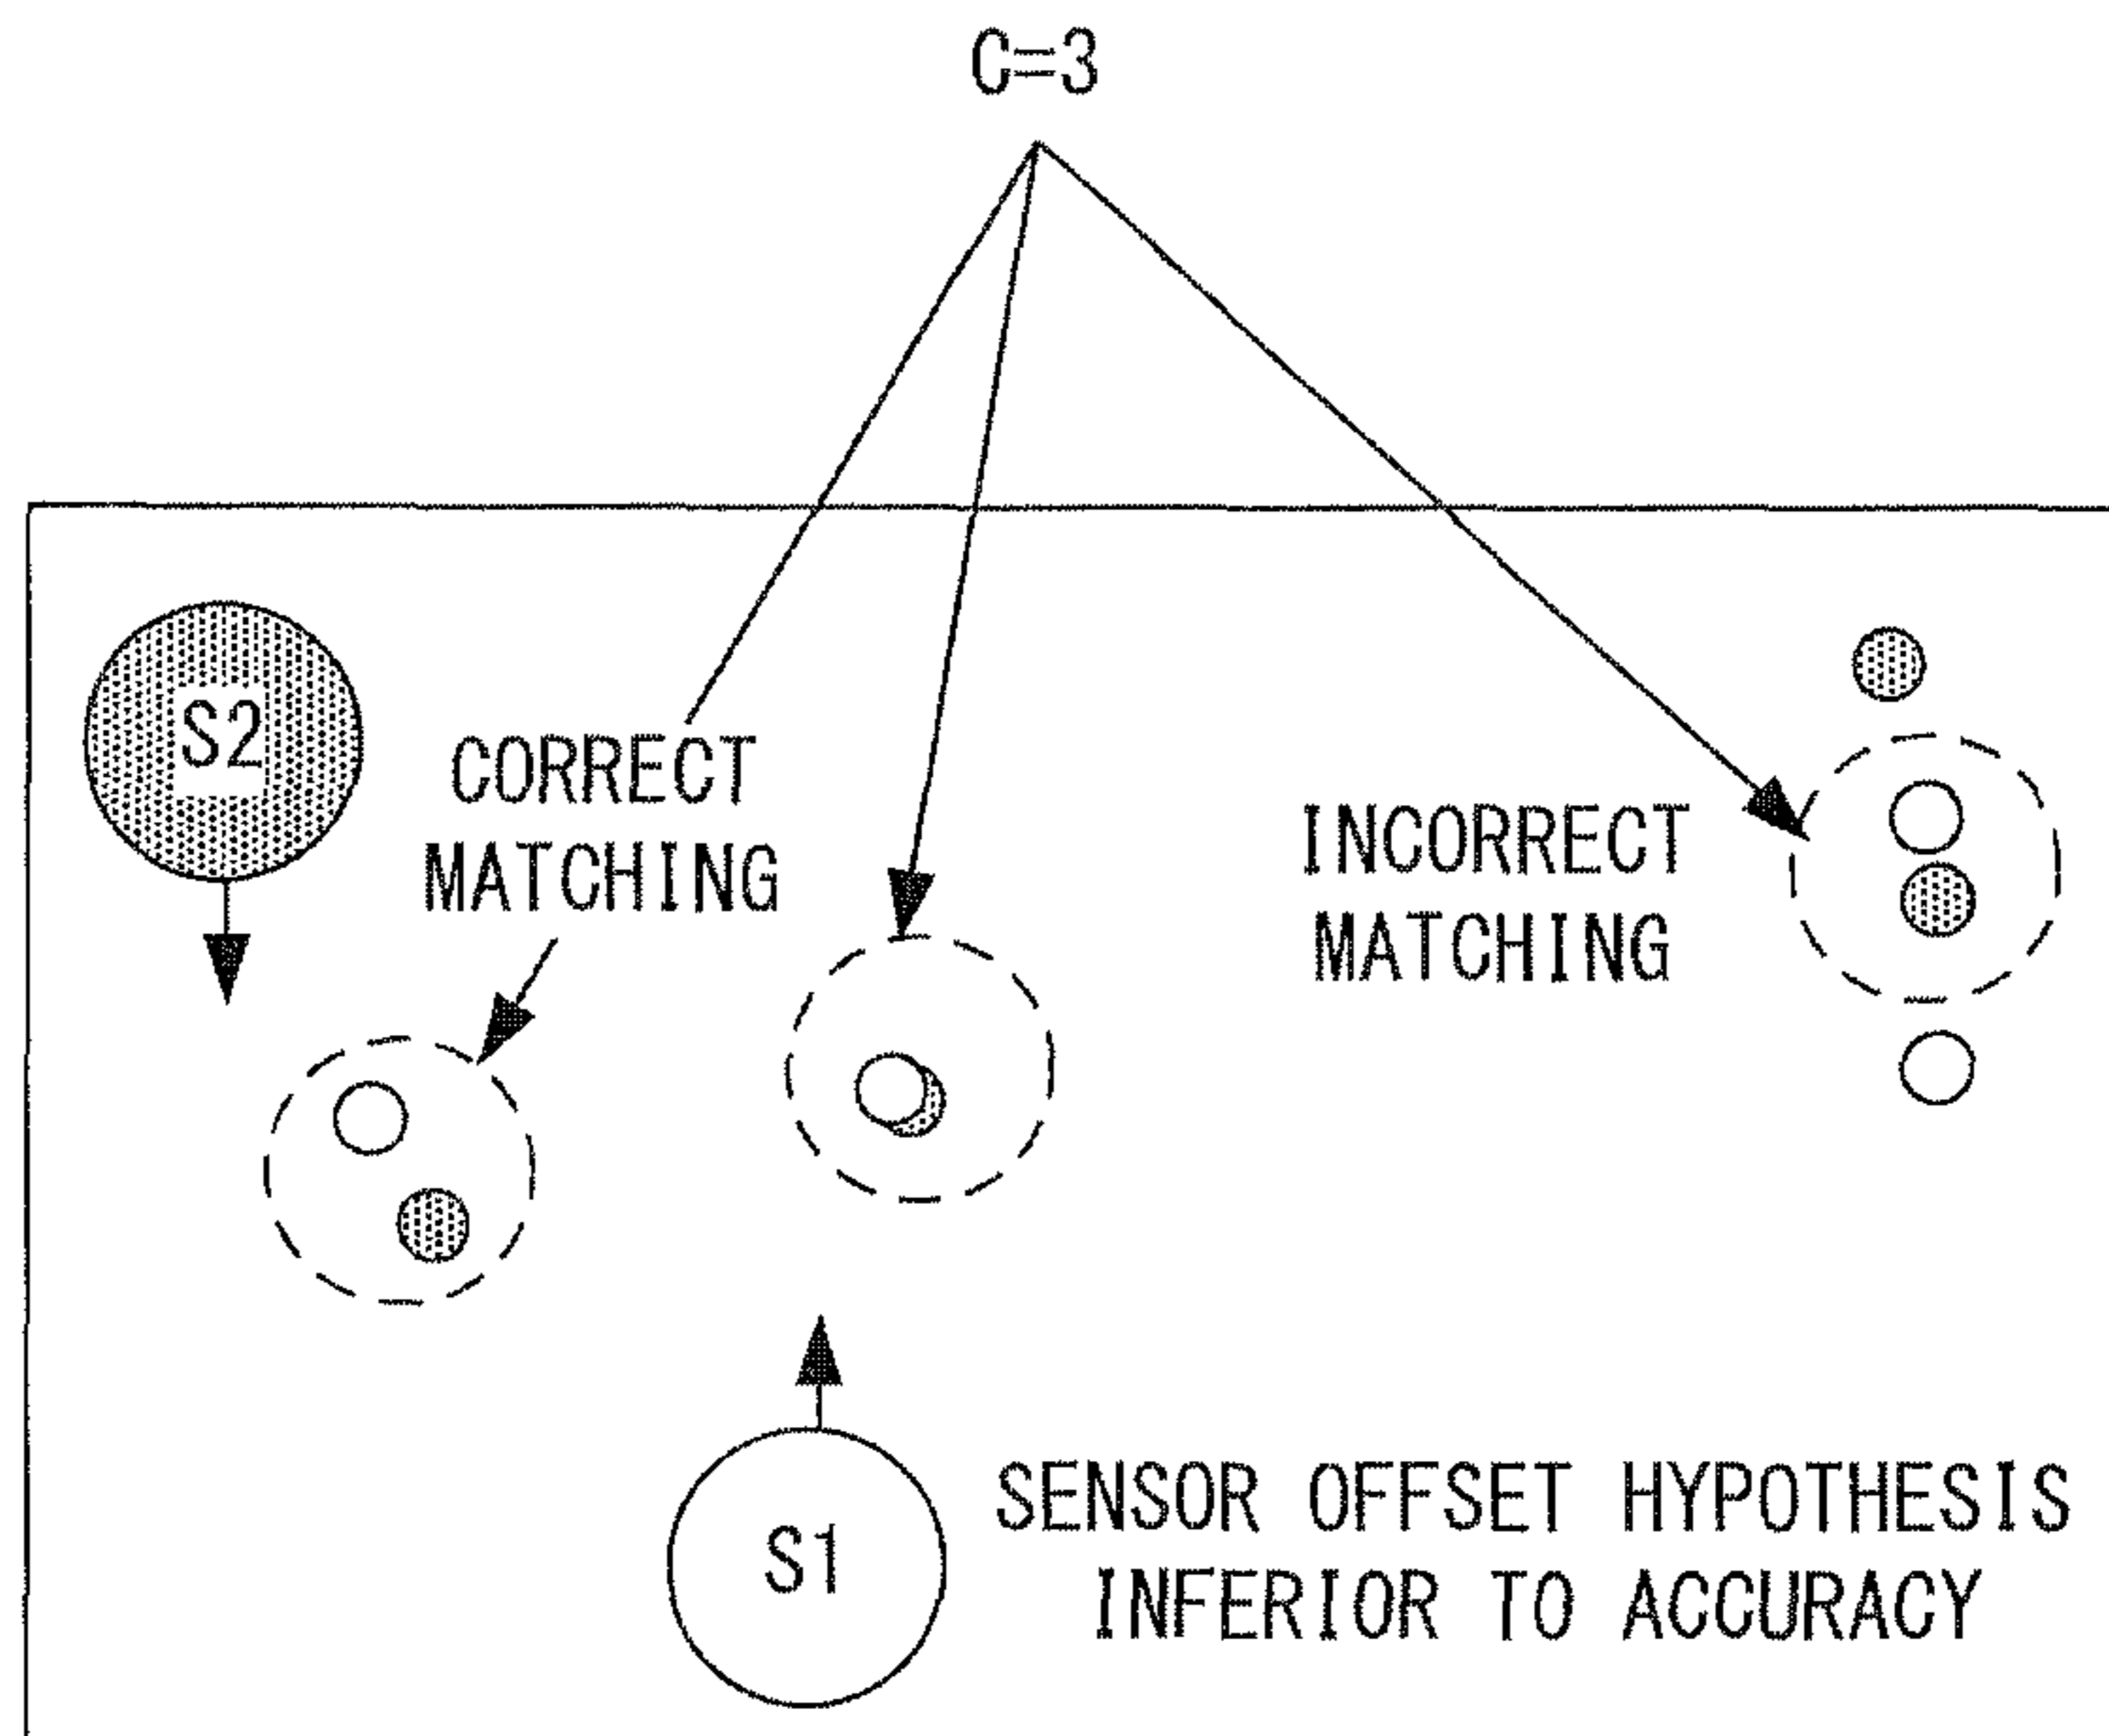 C=3
S2
CORRECT
MATCHING
INCORRECT
MATCHING
S1
SENSOR OFFSET HYPOTHESIS
INFERIOR TO ACCURACY